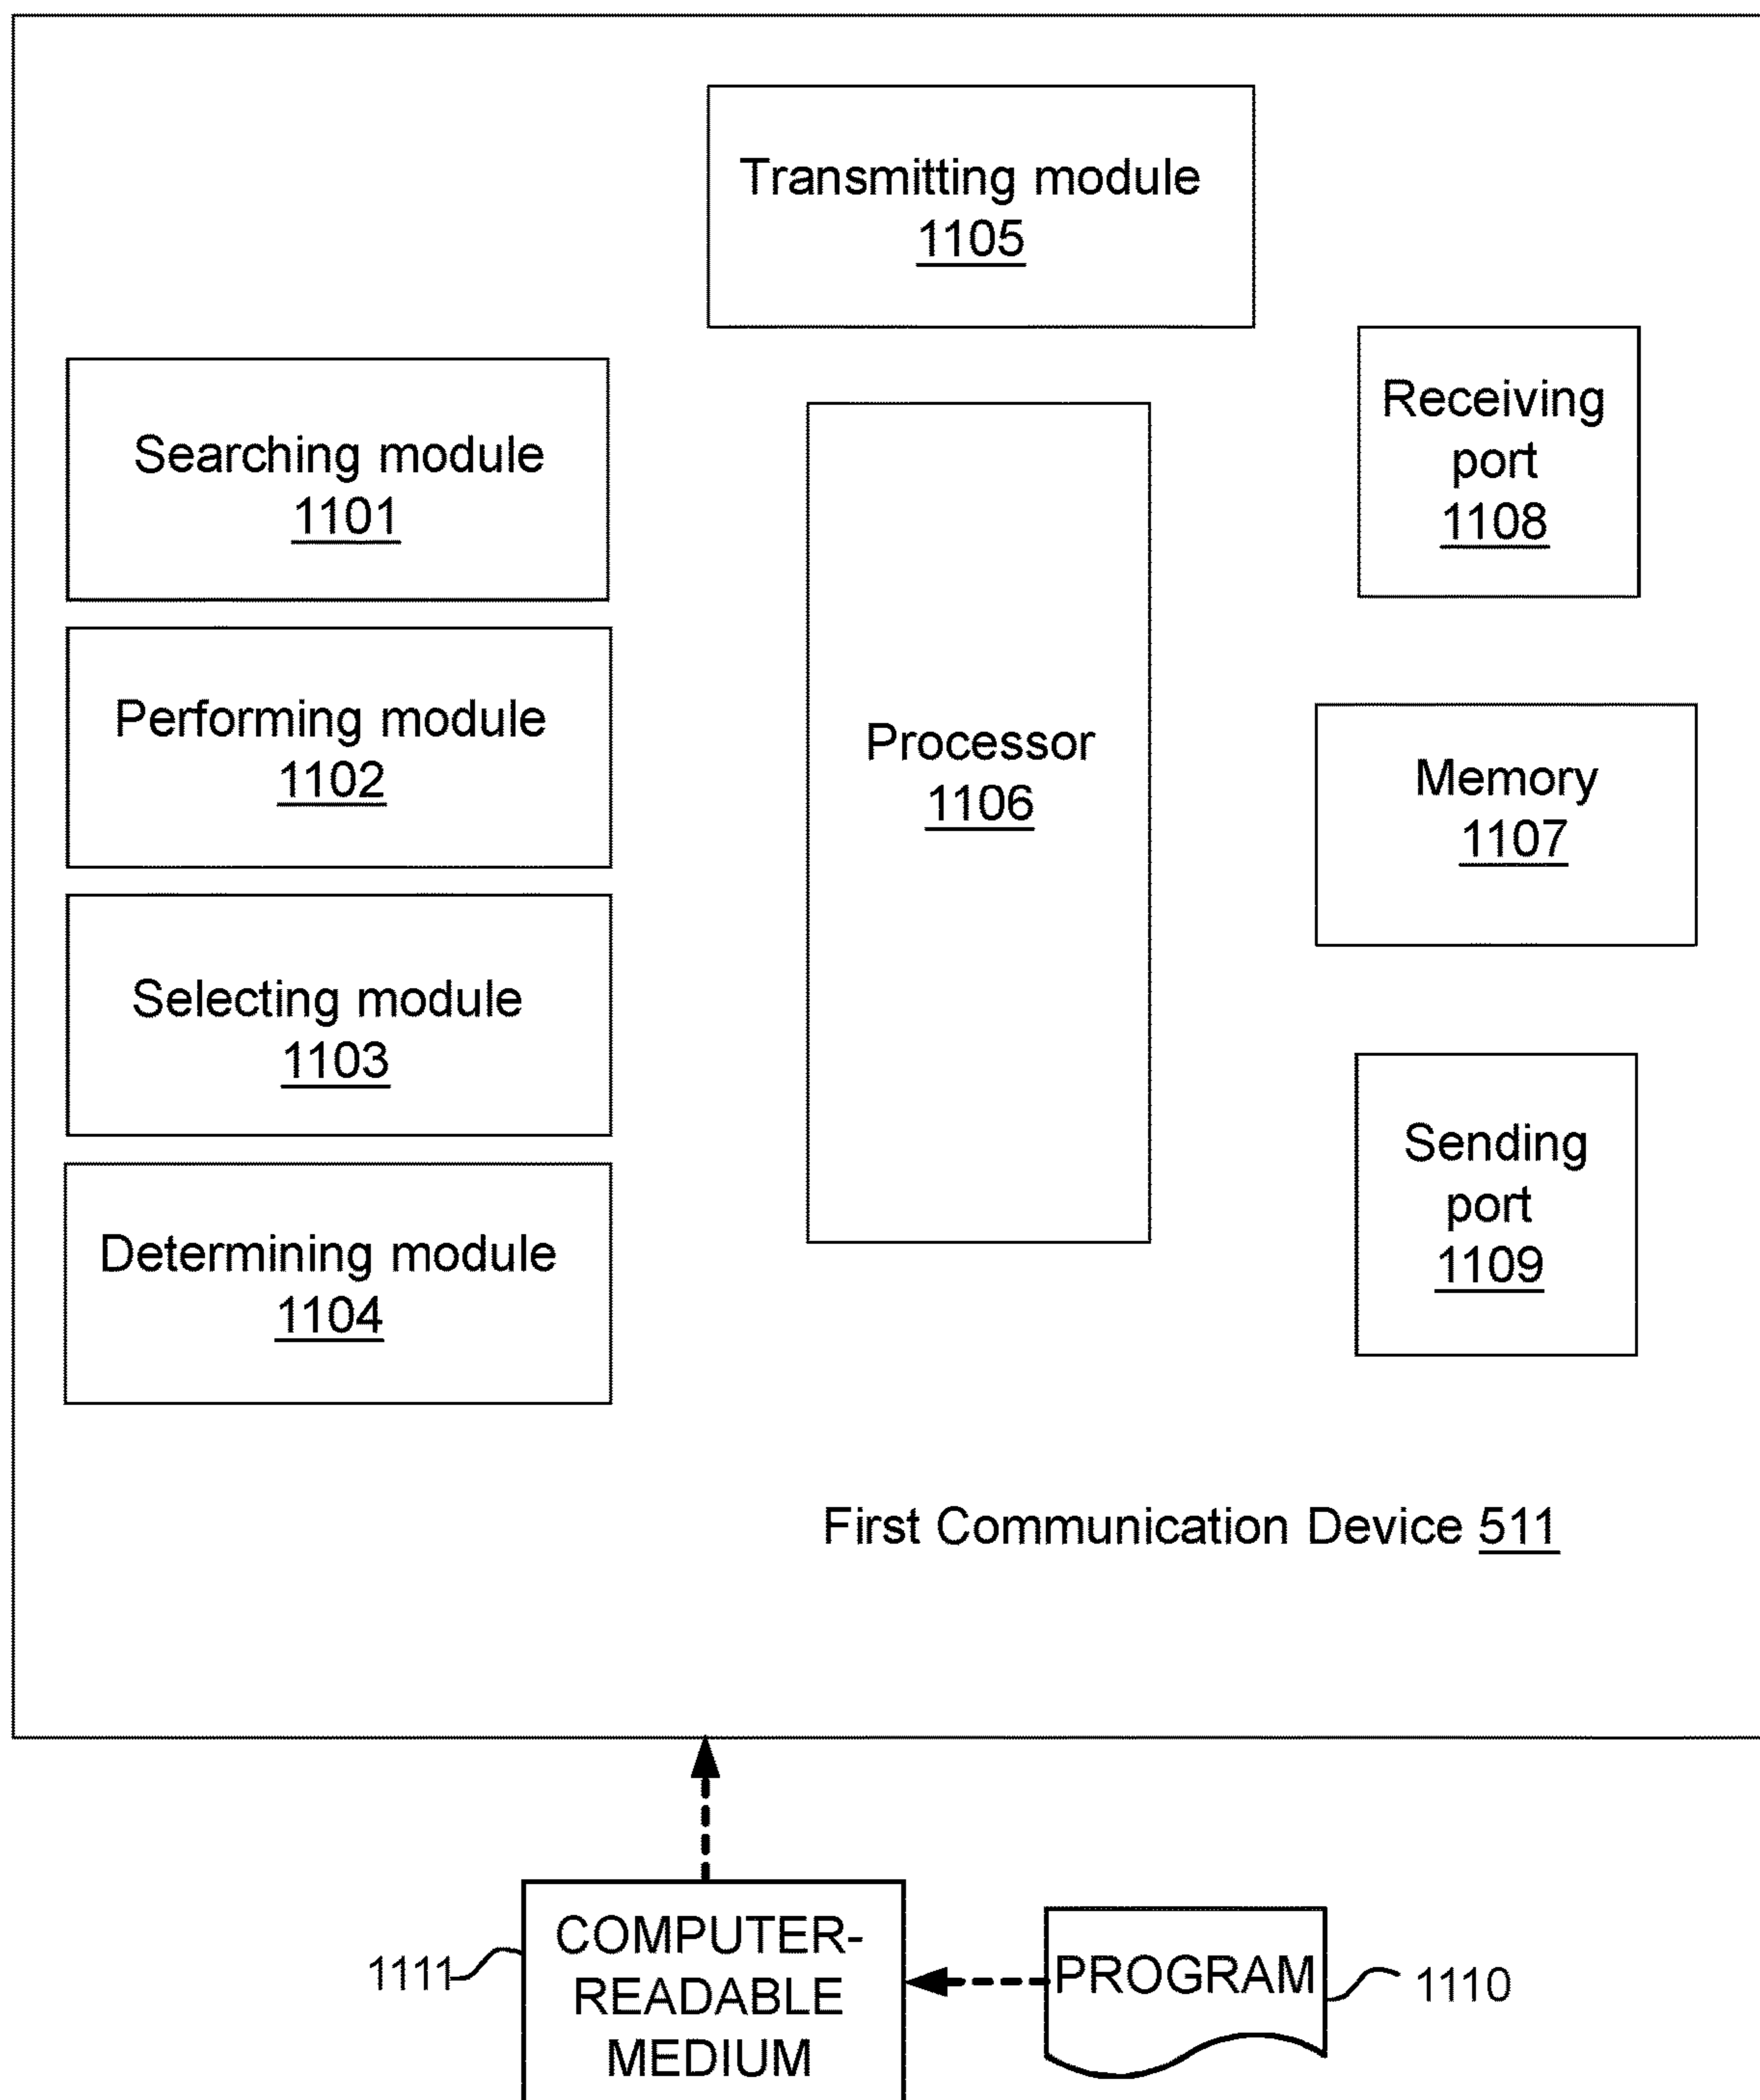 Transmitting module
1105
Searching module
1101
Receiving
port
1108
Performing module
1102
Processor
1106
Memory
1107
Selecting module
1103
Sending
port
1109
Determining module
1104
First Communication Device 511
1111
COMPUTER-
READABLE
MEDIUM
PROGRAM
1110